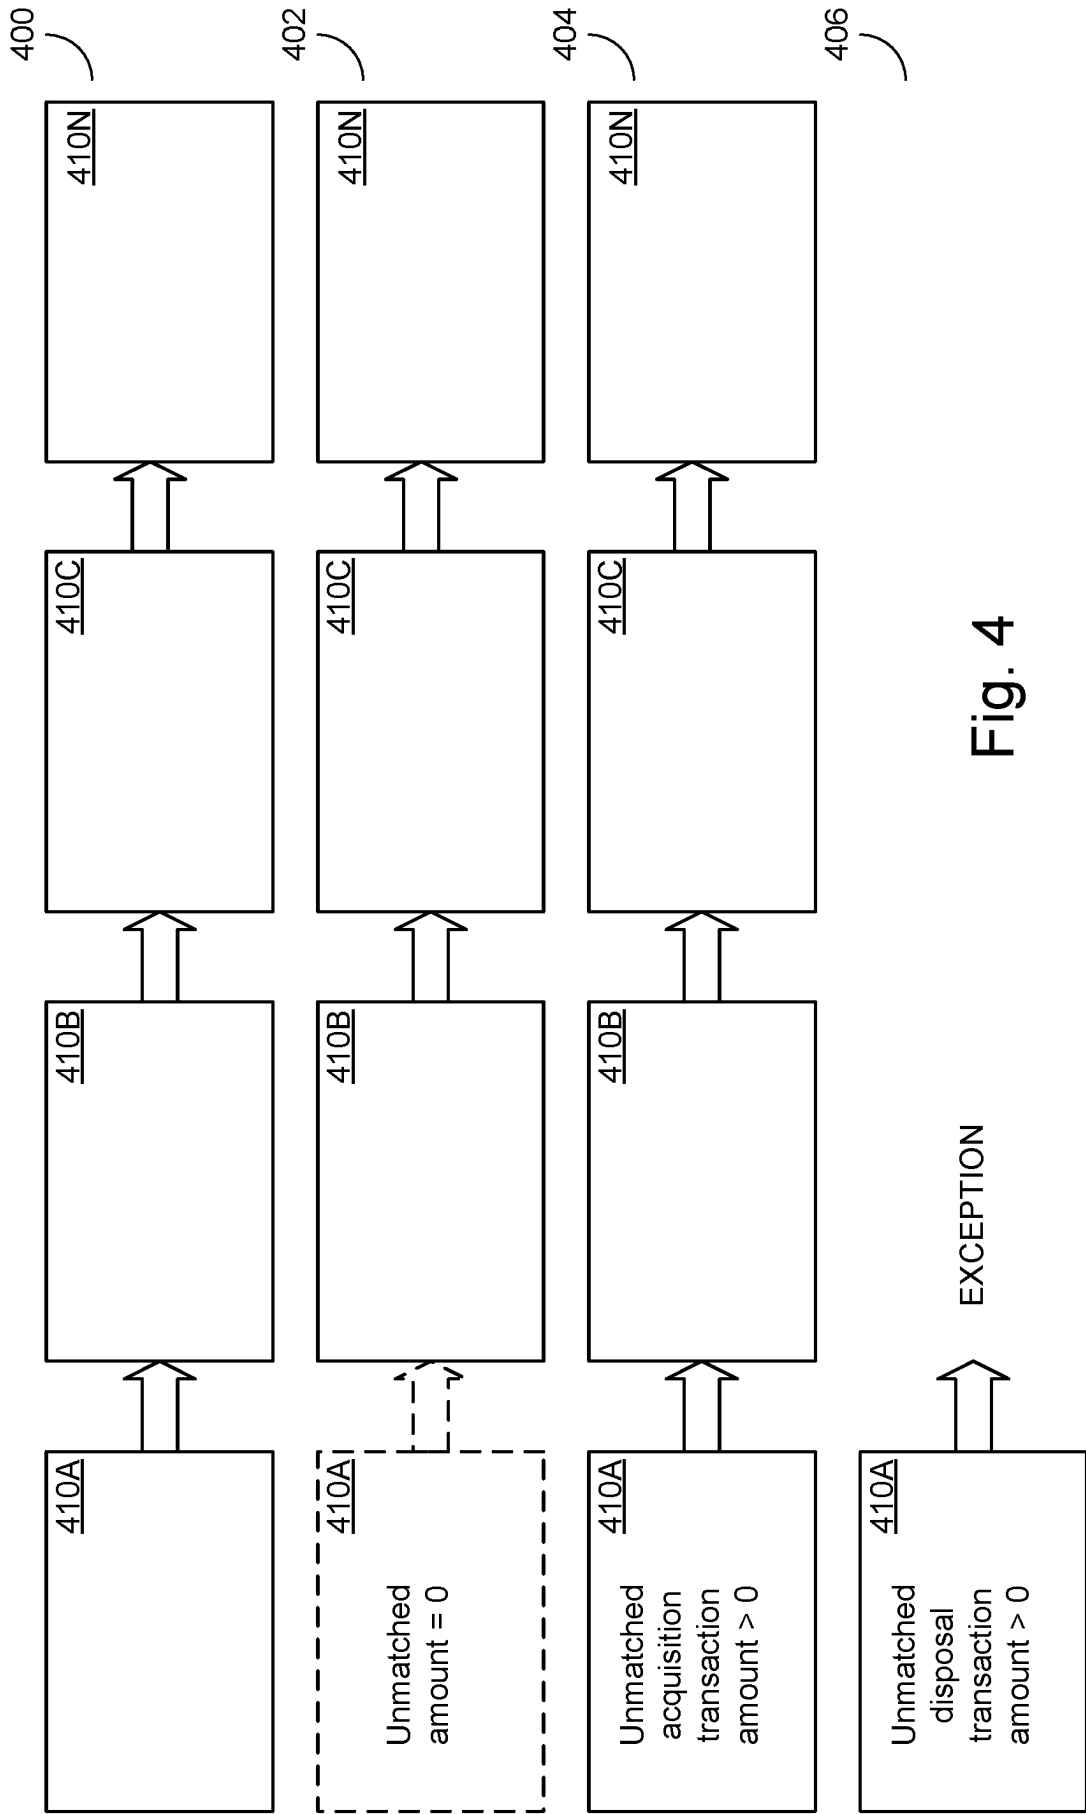 400
410A
410B
410C
410N
402
410A
Unmatched
amount = 0
410B
410C
410N
404
410A
Unmatched
acquisition
transaction
amount > 0
410B
410C
410N
406
410A
Unmatched
disposal
transaction
amount > 0
EXCEPTION
Fig. 4